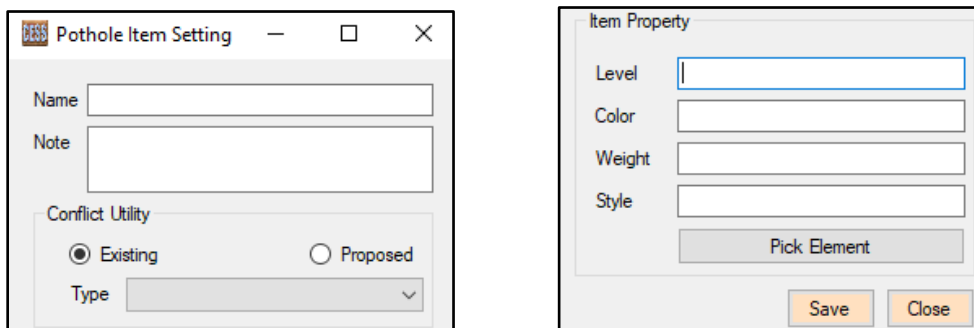 CESS Pothole Item Setting
Name
Note
Conflict Utility
Existing Proposed
Type
Item Property
Level
Color
Weight
Style
Pick Element
Save Close